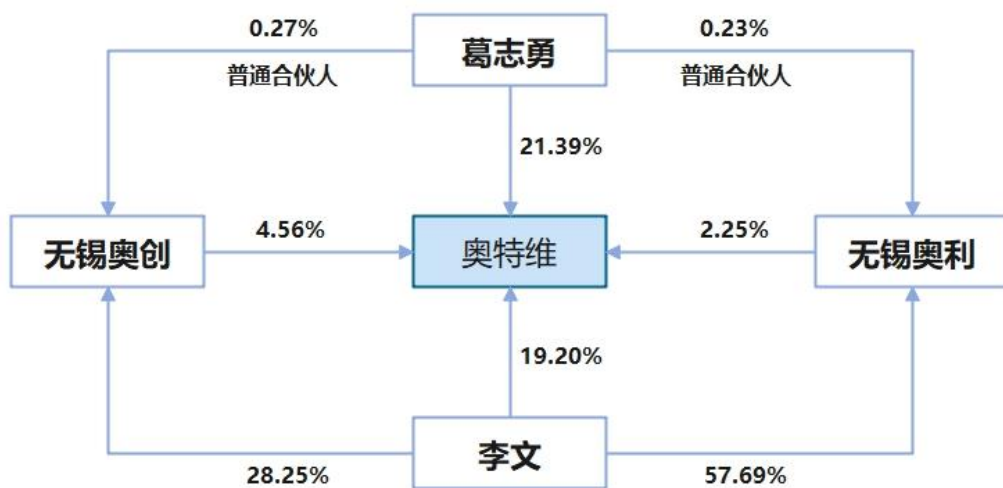 0.27%
葛志勇
0.23%
普通合伙人
普通合伙人
21.39%
无锡奥创
4.56%
奥特维
2.25%
无锡奥利
19.20%
李文
28.25%
57.69%